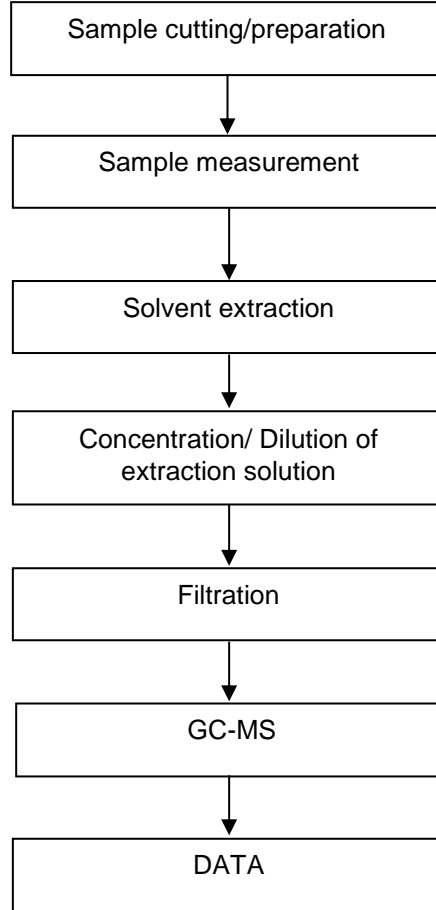 Sample cutting/preparation
Sample measurement
Solvent extraction
Concentration/ Dilution of
extraction solution
Filtration
GC-MS
DATA